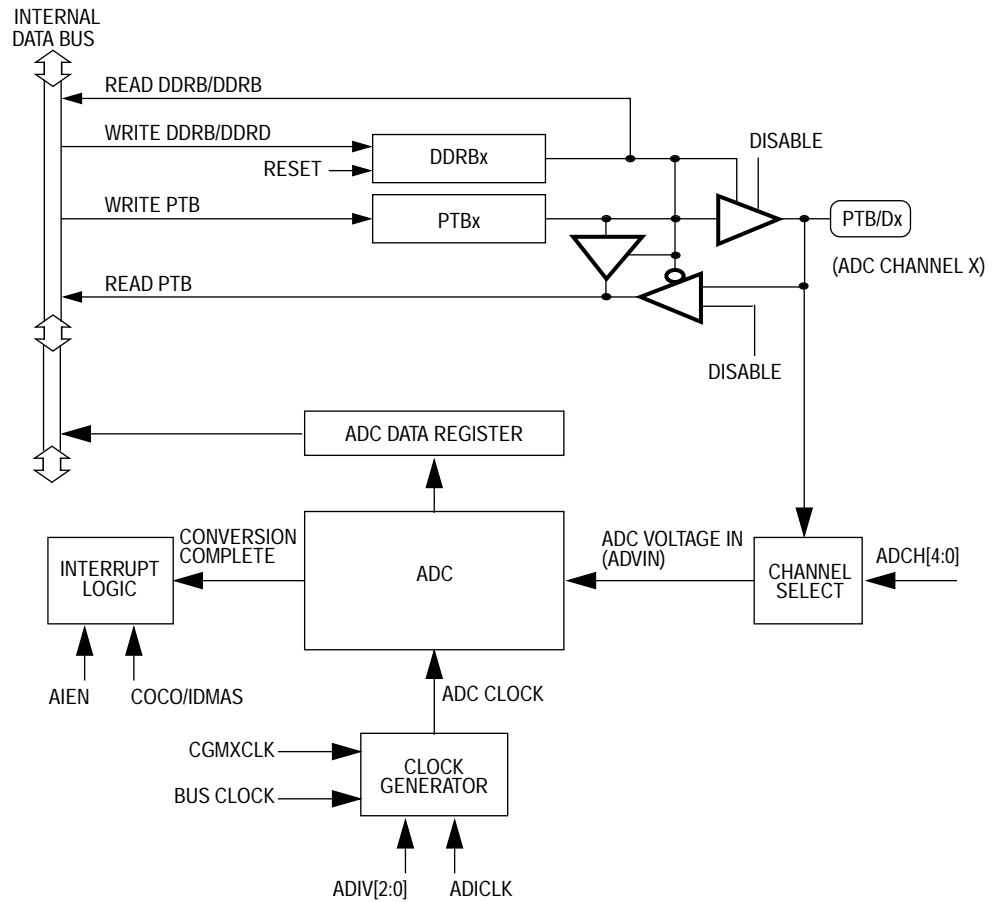 INTERNAL
DATA BUS
READ DDRB/DDRB
WRITE DDRB/DDRD
RESET
DDRBx
DISABLE
WRITE PTB
PTBx
PTB/Dx
(ADC CHANNEL X)
READ PTB
DISABLE
ADC DATA REGISTER
CONVERSION
COMPLETE
INTERRUPT
LOGIC
ADC
ADC VOLTAGE IN
(ADVIN)
CHANNEL
SELECT
ADCH[4:0]
AIEN
COCO/IDMAS
ADC CLOCK
CGMXCLK
BUS CLOCK
CLOCK
GENERATOR
ADIV[2:0]
ADICLK